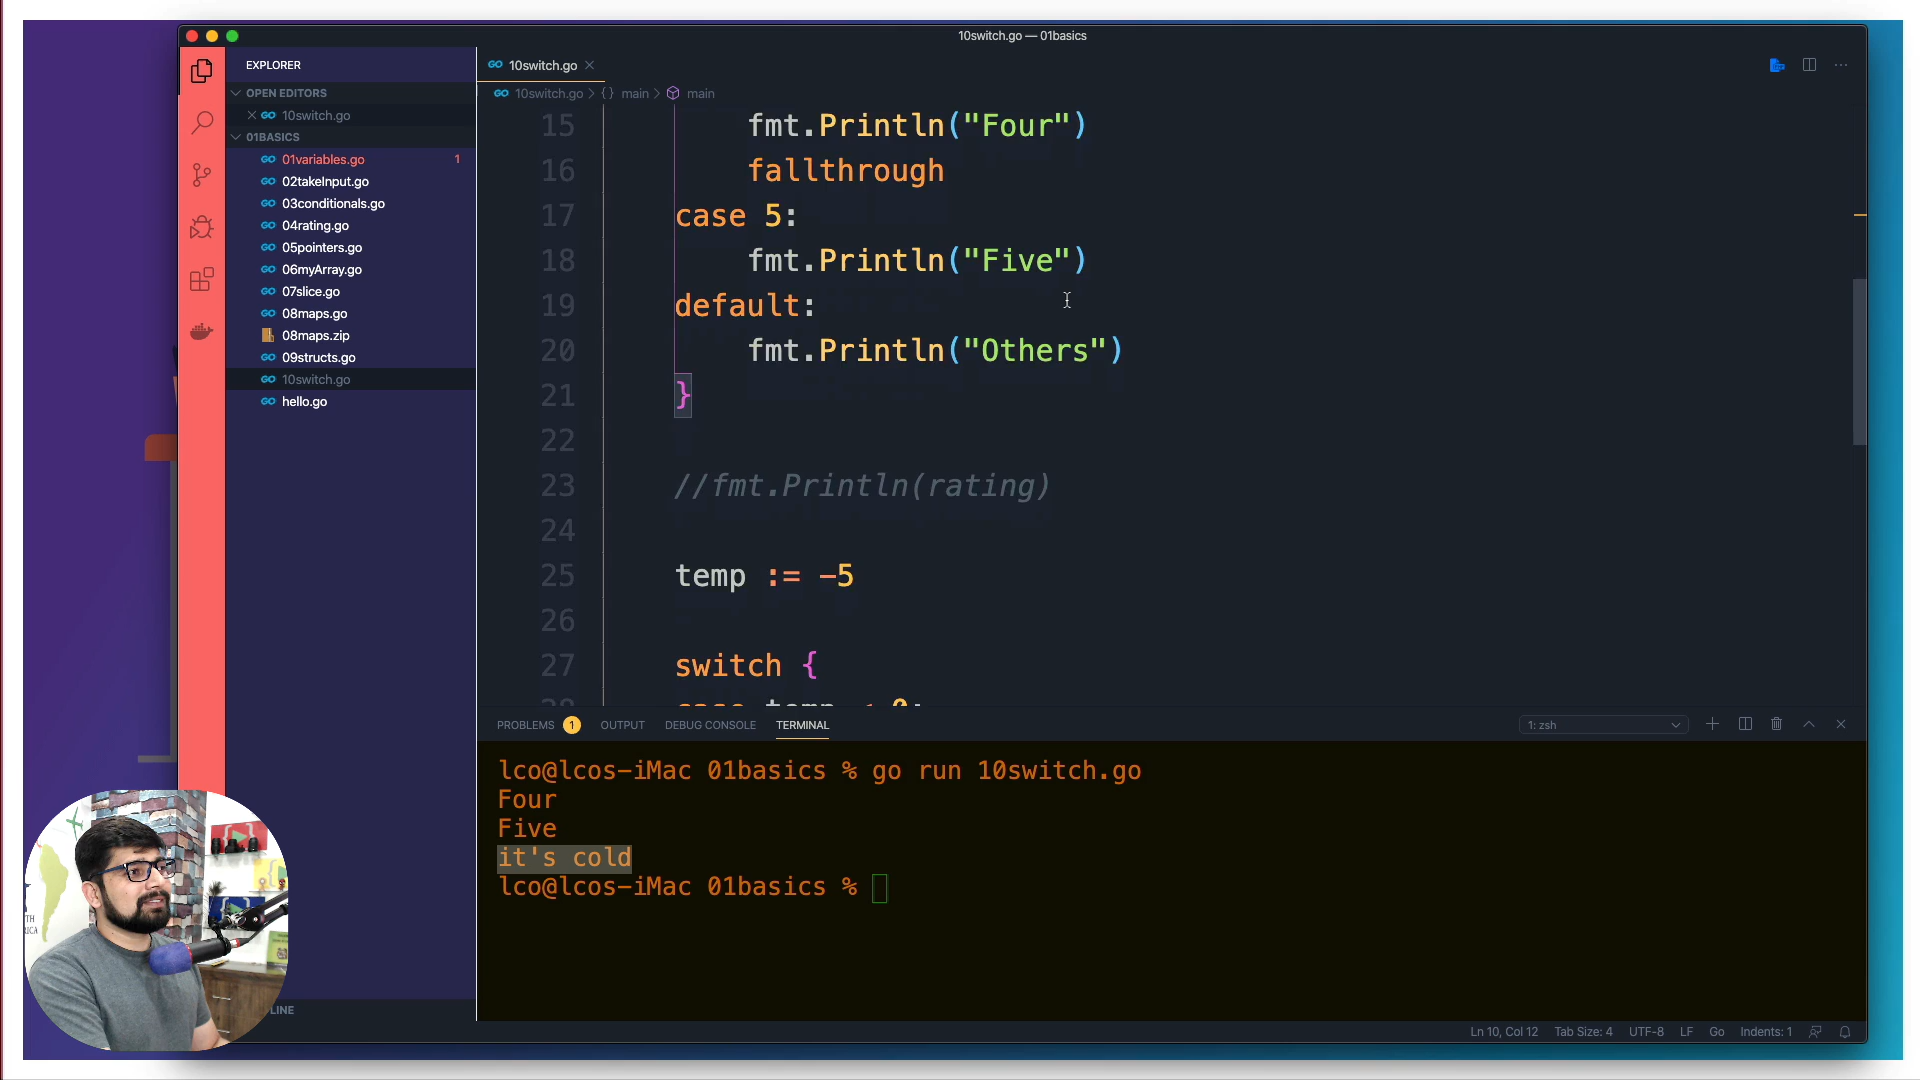 10switch.go — 01basics
EXPLORER
OPEN EDITORS
10switch.go
01BASICS
01variables.go 1
02takeInput.go
03conditionals.go
04rating.go
05pointers.go
06myArray.go
07slice.go
08maps.go
08maps.zip
09structs.go
10switch.go
hello.go
LINE
10switch.go
10switch.go > {} main > main
15 fmt.Println("Four")
16 fallthrough
17 case 5:
18 fmt.Println("Five")
19 default:
20 fmt.Println("Others")
21 }
22
23 //fmt.Println(rating)
24
25 temp := -5
26
27 switch {
28 case temp < 0:
PROBLEMS 1 OUTPUT DEBUG CONSOLE TERMINAL 1: zsh
lco@lcos-iMac 01basics % go run 10switch.go
Four
Five
it's cold
lco@lcos-iMac 01basics %
Ln 10, Col 12 Tab Size: 4 UTF-8 LF Go Indents: 1